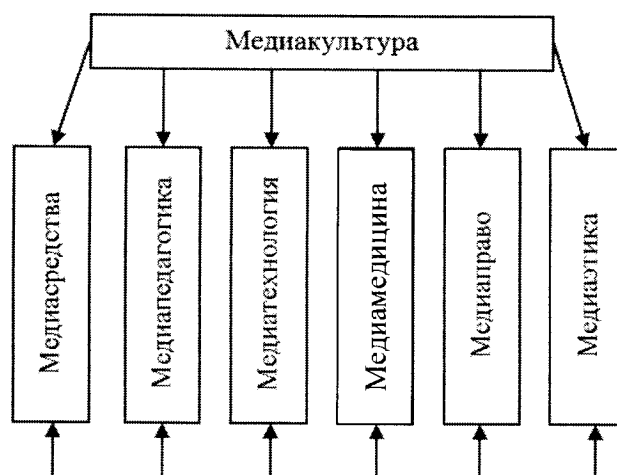 Медиакультура
Медиасредства
Медиапедагогика
Медиатехнология
Медиамедицина
Медиаправо
Медиаэтика